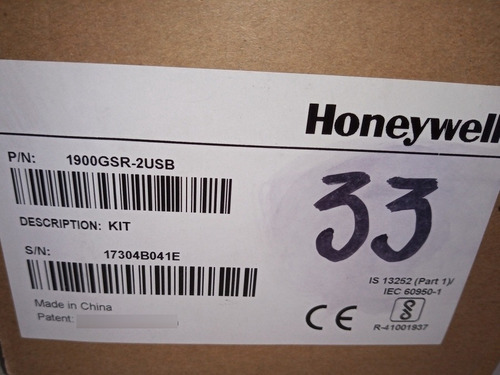 Honeywell
P/N: 1900GSR-2USB
33
DESCRIPTION: KIT
S/N: 17304B041E
IS 13252 (Part 1)/
IEC 60950-1
Made in China
Patent:
CE
R-41001937